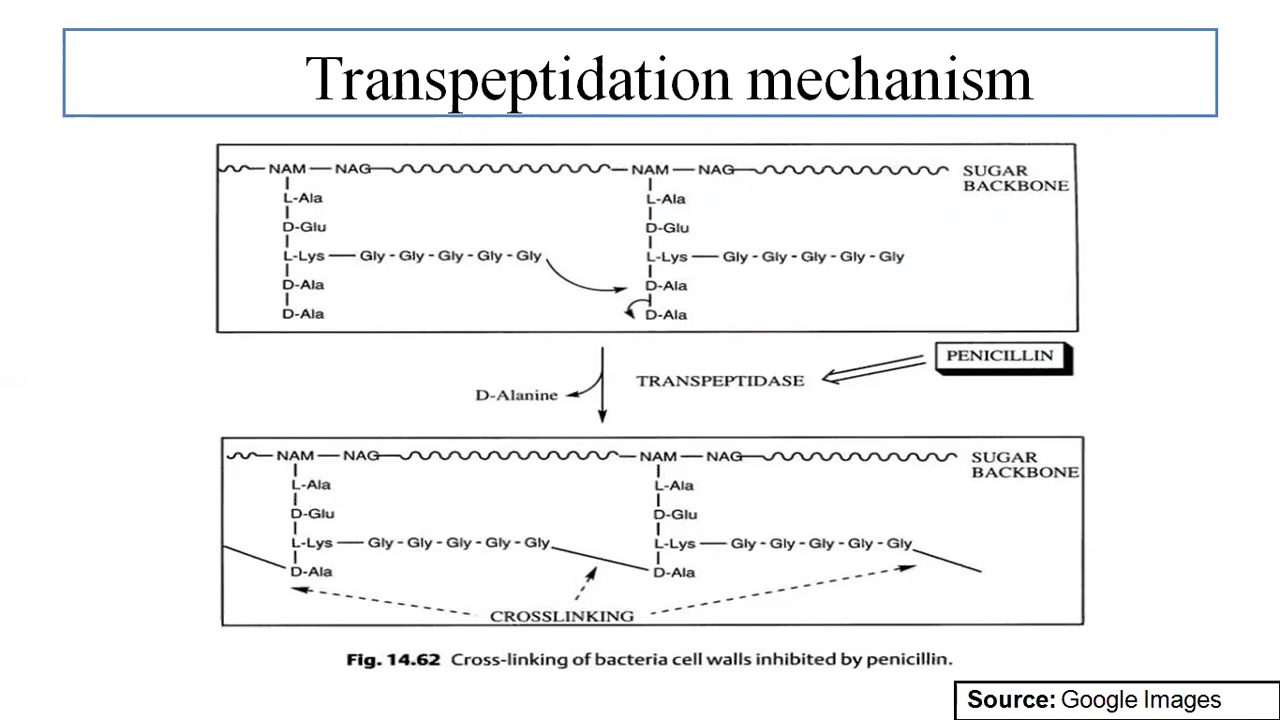 Transpeptidation mechanism
NAM — NAG NAM — NAG SUGAR
BACKBONE
L-Ala L-Ala
D-Glu D-Glu
L-Lys — Gly - Gly - Gly - Gly - Gly L-Lys — Gly - Gly - Gly - Gly - Gly
D-Ala D-Ala
D-Ala D-Ala
PENICILLIN
TRANSPEPTIDASE
D-Alanine
NAM — NAG NAM — NAG SUGAR
BACKBONE
L-Ala L-Ala
D-Glu D-Glu
L-Lys — Gly - Gly - Gly - Gly - Gly L-Lys — Gly - Gly - Gly - Gly - Gly
D-Ala D-Ala
CROSSLINKING
Fig. 14.62 Cross-linking of bacteria cell walls inhibited by penicillin.
Source: Google Images